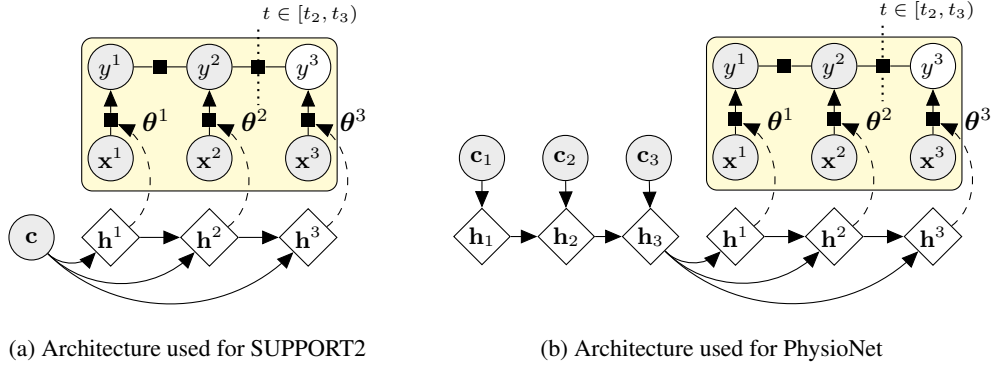 t ∈ [t₂, t₃)
y¹ y² y³
θ¹ θ² θ³
x¹ x² x³
c h¹ h² h³
(a) Architecture used for SUPPORT2
t ∈ [t₂, t₃)
y¹ y² y³
θ¹ θ² θ³
c₁ c₂ c₃ x¹ x² x³
h₁ h₂ h₃ h¹ h² h³
(b) Architecture used for PhysioNet